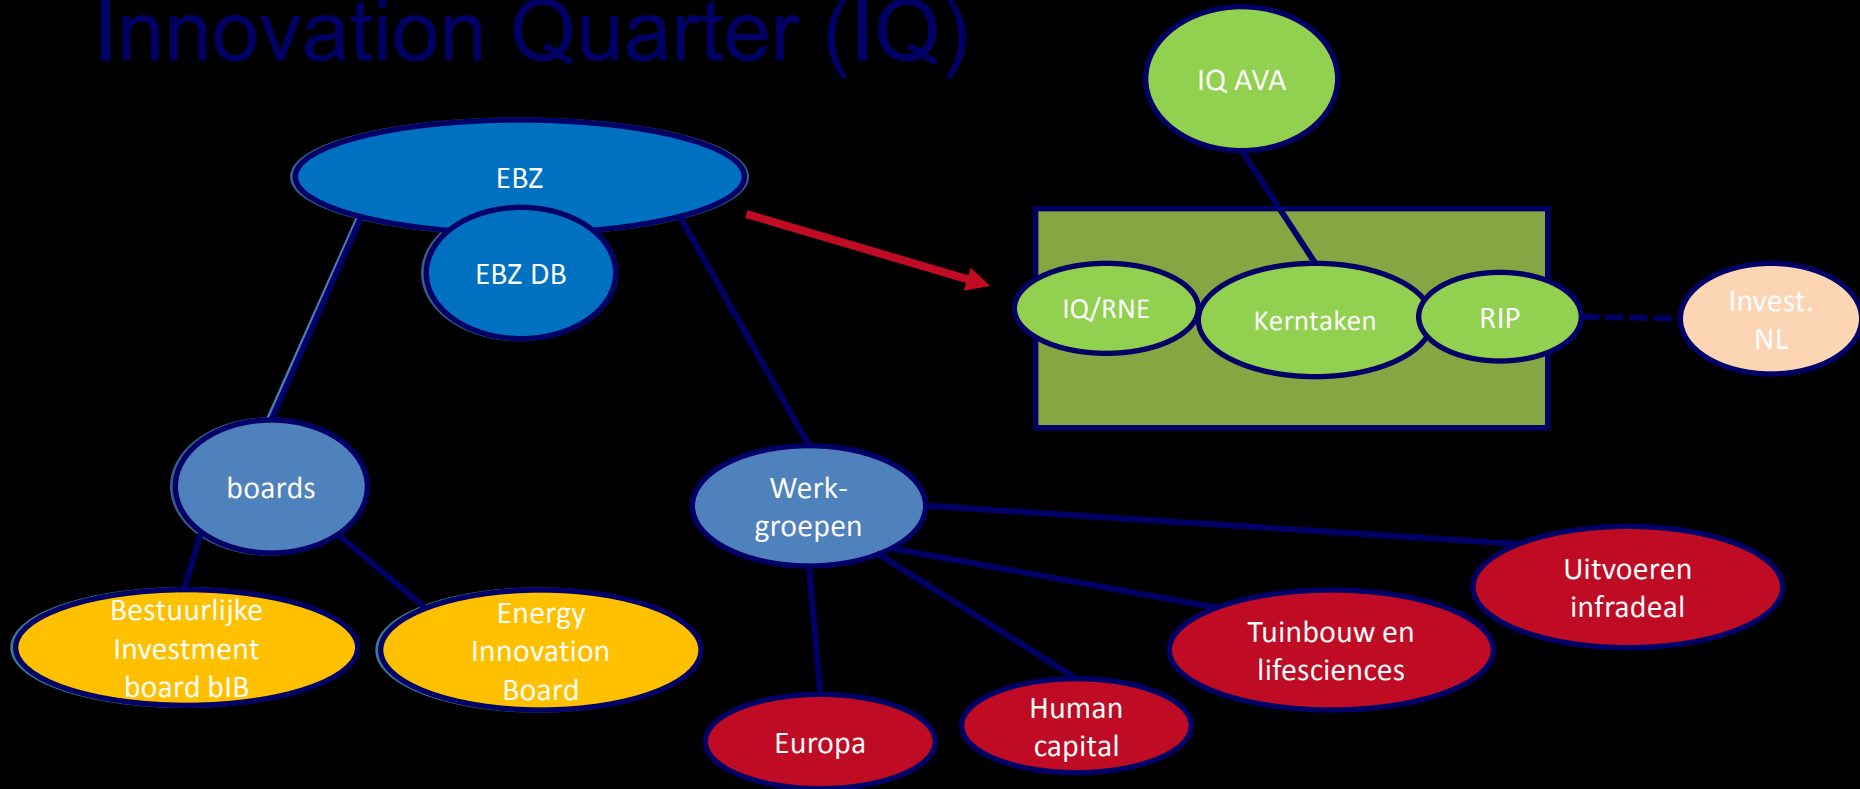 Innovation Quarter (IQ)
IQ AVA
EBZ
EBZ DB
IQ/RNE
Kerntaken
RIP
Invest.
NL
boards
Werk-
groepen
Bestuurlijke
Investment
board bIB
Energy
Innovation
Board
Europa
Human
capital
Tuinbouw en
lifesciences
Uitvoeren
infradeal